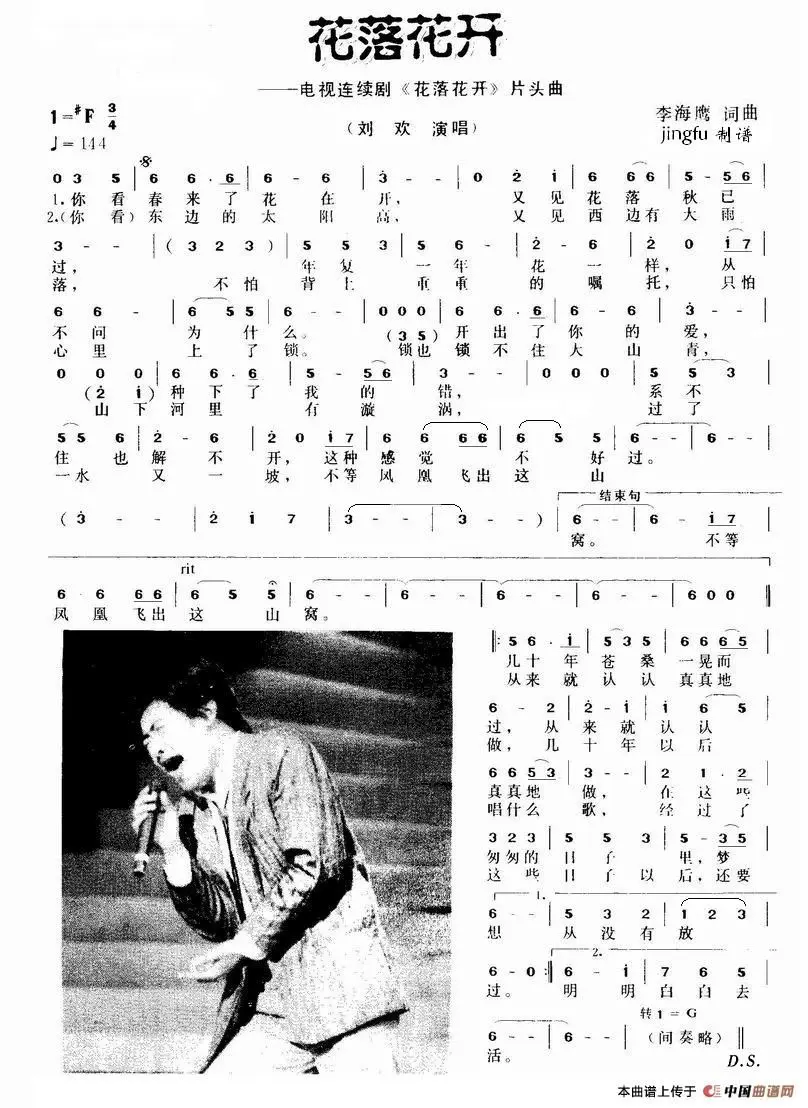 花落花开
——电视连续剧《花落花开》片头曲
1=#F 3/4
♩=144
(刘 欢 演唱)
李海鹰 词曲
jingfu 制谱
0 3 5 | 6 6 · 6 | 6 - 6 | 3 - - | 0 2 i | 6 6 6 | 5 - 5 6 |
1.你 看 春 来 了 花 在 开, 又 见 花 落 秋 已
2.(你 看) 东 边 的 太 阳 高, 又 见 西 边 有 大 雨
3 - - | ( 3 2 3 ) | 5 5 3 | 5 6 - | 2 - 6 | 2 0 i 7 |
过, 年 复 一 年 花 一 样, 从
落, 不 怕 背 上 重 重 的 嘱 托, 只 怕
6 6 - | 6 5 5 | 6 - - | 0 0 0 | 6 6 · 6 | 6 - 6 | 3 - - |
不 问 为 什 么。 (3 5) 开 出 了 你 的 爱,
心 里 上 了 锁。 锁 也 锁 不 住 大 山 青,
0 0 0 | 6 6 · 6 | 5 - 5 6 | 3 - - | 0 0 0 | 5 5 3 |
(2 i) 种 下 了 我 的 错, 系 不
山 下 河 里 有 漩 涡, 过 了
5 5 6 | 2 - 6 | 2 0 i 7 | 6 6 6 6 | 6 5 5 | 6 - - | 6 - - |
住 也 解 不 开, 这 种 感 觉 不 好 过。
一 水 又 一 坡, 不 等 凤 凰 飞 出 这 山
结束句
( 3 - - | 2 i 7 | 3 - - | 3 - - ) | 6 - - | 6 - i 7 |
窝。 不 等
rit
6 6 6 6 | 6 5 5 | 6 - - | 6 - - | 6 - - | 6 - - | 6 0 0 ‖
凤 凰 飞 出 这 山 窝。
‖: 5 6 · i | 5 3 5 | 6 6 6 6 5 |
几 十 年 苍 桑 一 晃 而
从 来 就 认 认 真 真 地
6 - 2 | 2 - i | i 6 5 |
过, 从 来 就 认 认
做, 几 十 年 以 后
6 6 5 3 | 3 - - | 2 1 · 2 |
真 真 地 做, 在 这 些
唱 什 么 歌, 经 过 了
3 2 3 | 5 5 3 | 5 - 3 5 |
匆 匆 的 日 子 里, 梦
这 些 日 子 以 后, 还 要
1.
6 - - | 5 3 2 | 1 2 3 |
想 从 没 有 放
2.
6 - 0 :‖ 6 - i | 7 6 5 |
过。 明 明 白 白 去
转1=G
6 - - | 6 - - | (间奏略) ‖
活。 D.S.
本曲谱上传于 中国曲谱网